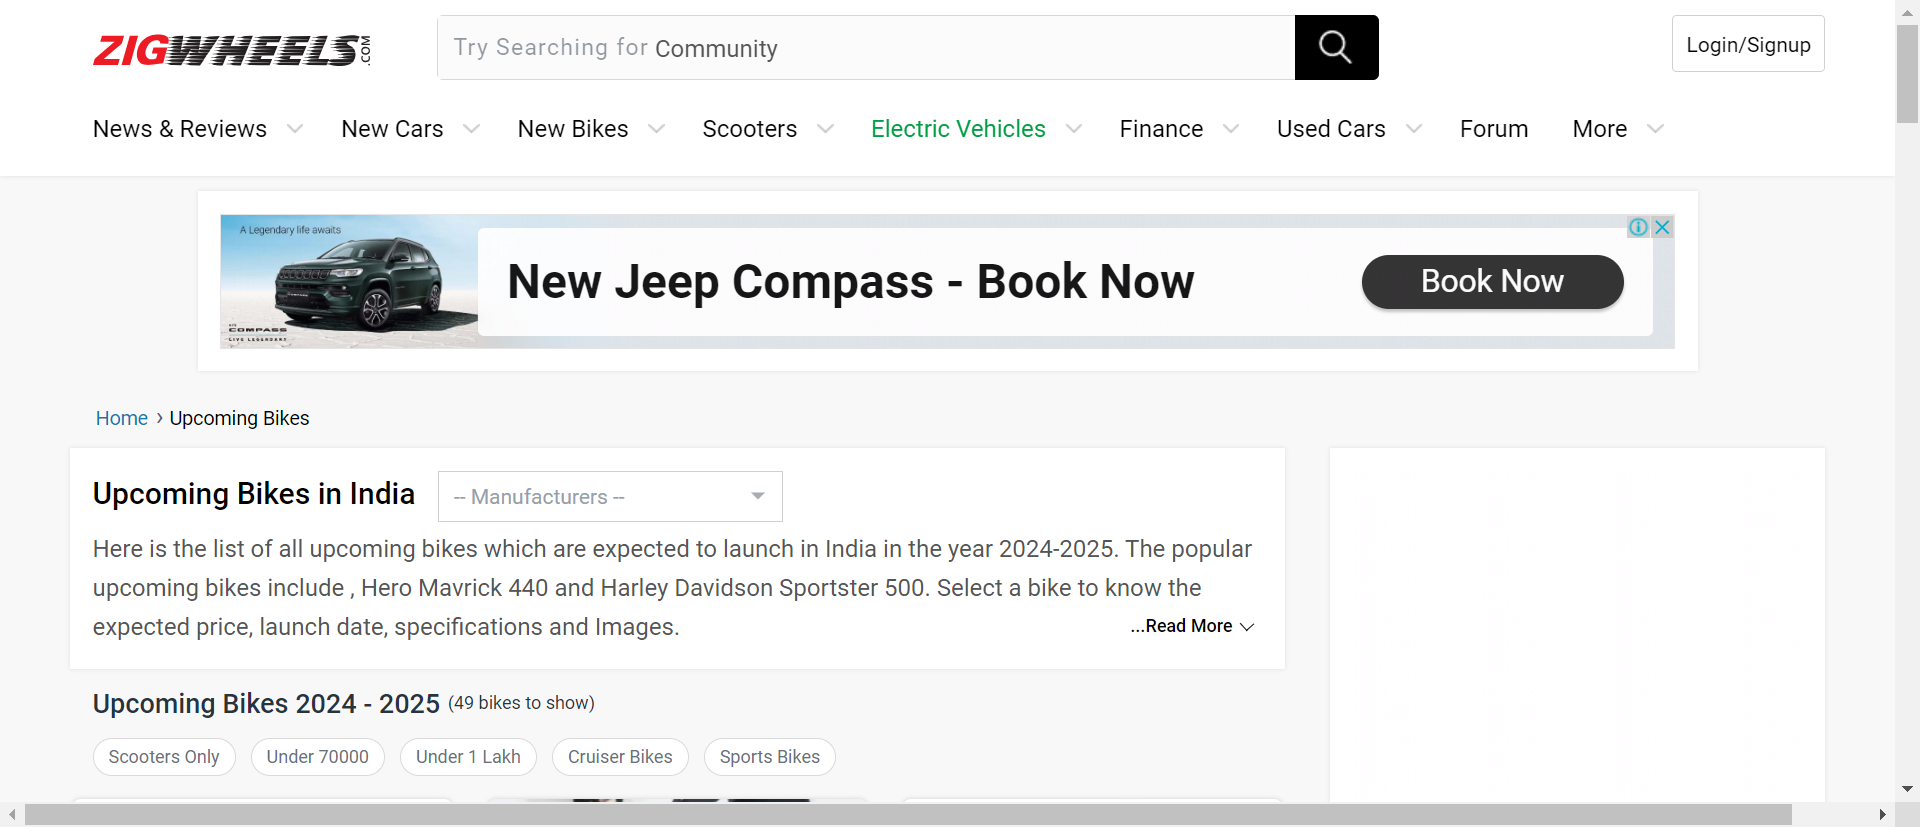 ZIGWHEELS.COM
Try Searching for Community
Login/Signup
News & Reviews New Cars New Bikes Scooters Electric Vehicles Finance Used Cars Forum More
A Legendary life awaits
New Jeep Compass - Book Now
Book Now
COMPASS
LIVE LEGENDARY
Home › Upcoming Bikes
Upcoming Bikes in India
-- Manufacturers --
Here is the list of all upcoming bikes which are expected to launch in India in the year 2024-2025. The popular
upcoming bikes include , Hero Mavrick 440 and Harley Davidson Sportster 500. Select a bike to know the
expected price, launch date, specifications and Images.
...Read More
Upcoming Bikes 2024 - 2025 (49 bikes to show)
Scooters Only Under 70000 Under 1 Lakh Cruiser Bikes Sports Bikes